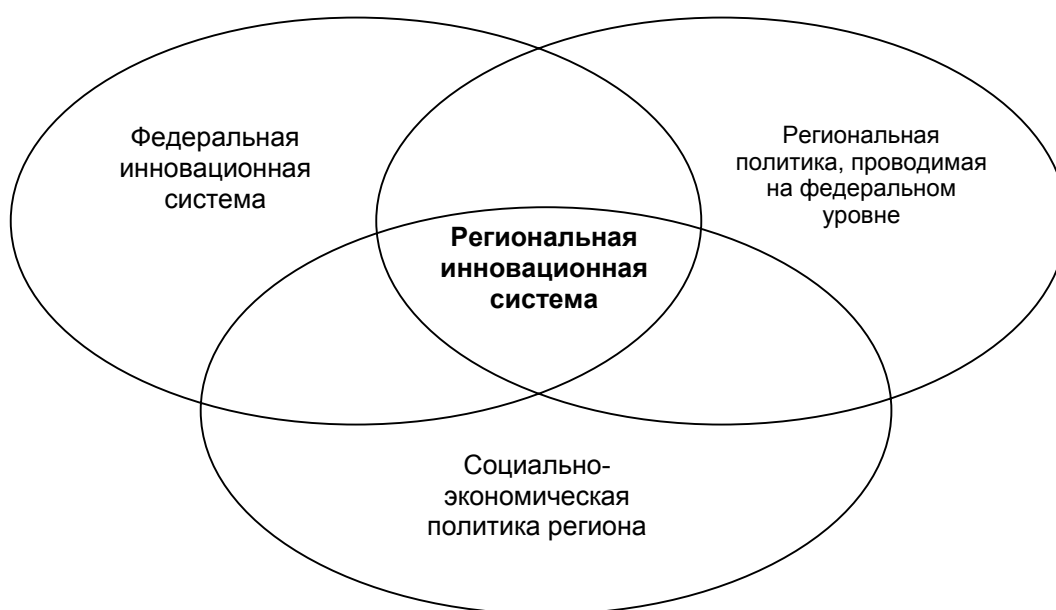 Федеральная
инновационная
система
Региональная
политика, проводимая
на федеральном
уровне
Региональная
инновационная
система
Социально-
экономическая
политика региона